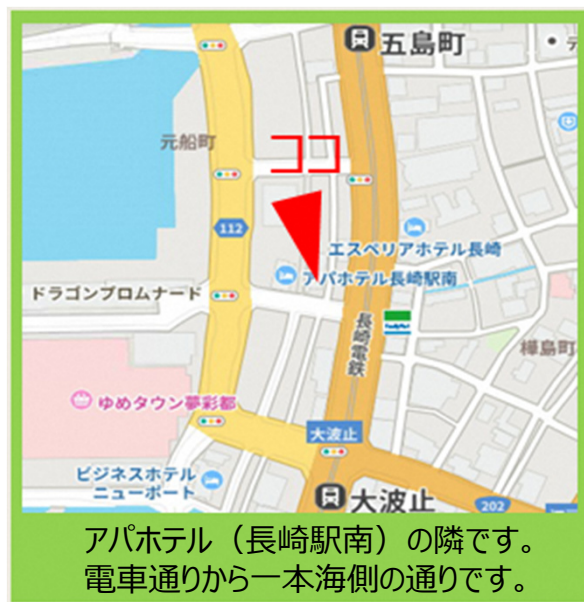 五島町
元船町
ココ
112
エスペリアホテル長崎
アパホテル長崎駅南
ドラゴンプロムナード
長崎電鉄
FamilyMart
樺島町
ゆめタウン夢彩都
大波止
ビジネスホテル
ニューポート
大波止
202
アパホテル（長崎駅南）の隣です。
電車通りから一本海側の通りです。